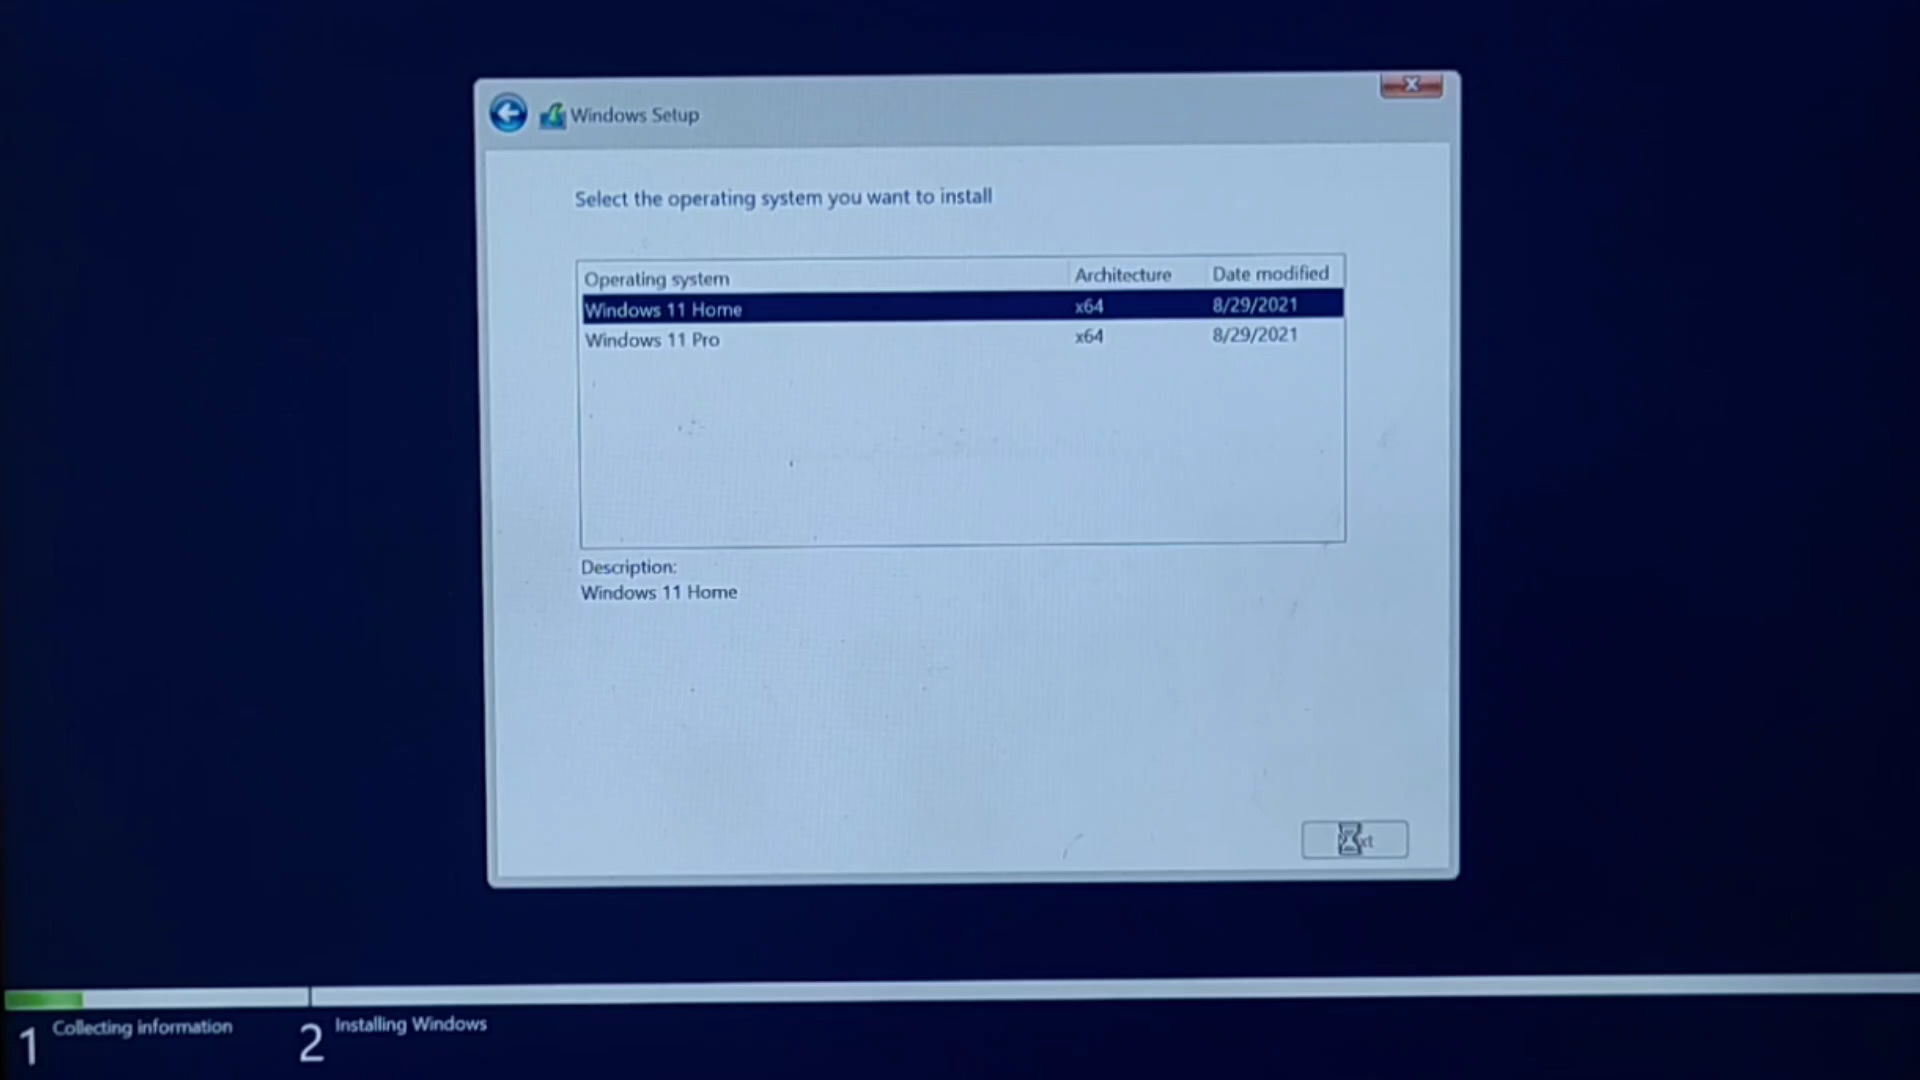 Windows Setup
Select the operating system you want to install
Operating system Architecture Date modified
Windows 11 Home x64 8/29/2021
Windows 11 Pro x64 8/29/2021
Description:
Windows 11 Home
1 Collecting information
2 Installing Windows